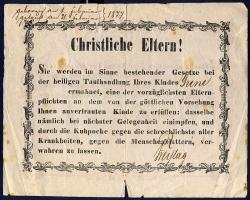 1877
Christliche Eltern!
Sie werden im Sinne bestehender Gesetze bei
der heiligen Taufhandlung Ihres Kindes
ermahnet, eine der vorzüglichsten Eltern-
pflichten an dem von der göttlichen Vorsehung
Ihnen anvertrauten Kinde zu erfüllen: dasselbe
nämlich bei nächster Gelegenheit einimpfen, und
durch die Kuhpocke gegen die schrecklichste aller
Krankheiten, gegen die Menschenblattern, ver-
wahren zu lassen.